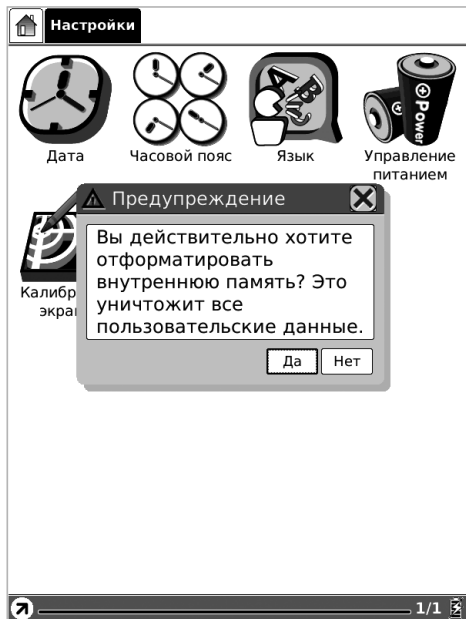 Настройки
Дата
Часовой пояс
Язык
Управление
питанием
Power
Предупреждение
Вы действительно хотите
отформатировать
внутреннюю память? Это
уничтожит все
пользовательские данные.
Да
Нет
1/1